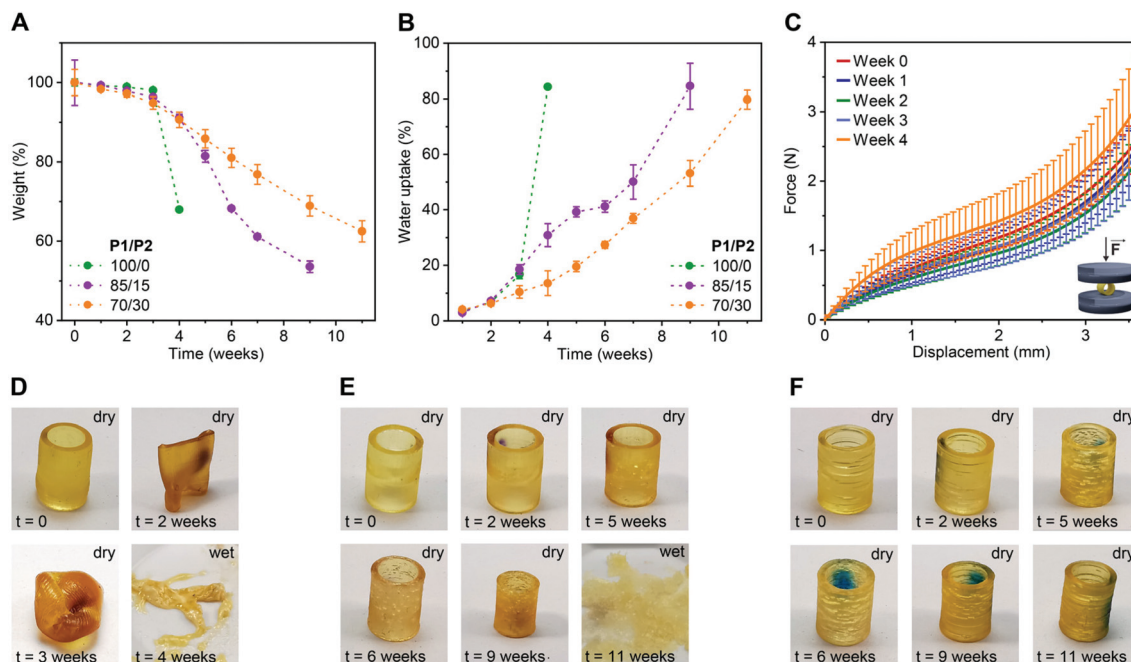 A
Weight (%)
100
80
60
40
0 2 4 6 8 10
Time (weeks)
P1/P2
100/0
85/15
70/30
B
Water uptake (%)
100
80
60
40
20
0
2 4 6 8 10
Time (weeks)
P1/P2
100/0
85/15
70/30
C
Force (N)
4
3
2
1
0
0 1 2 3
Displacement (mm)
Week 0
Week 1
Week 2
Week 3
Week 4
F
D
dry
t = 0
dry
t = 2 weeks
dry
t = 3 weeks
wet
t = 4 weeks
E
dry
t = 0
dry
t = 2 weeks
dry
t = 5 weeks
dry
t = 6 weeks
dry
t = 9 weeks
wet
t = 11 weeks
F
dry
t = 0
dry
t = 2 weeks
dry
t = 5 weeks
dry
t = 6 weeks
dry
t = 9 weeks
dry
t = 11 weeks